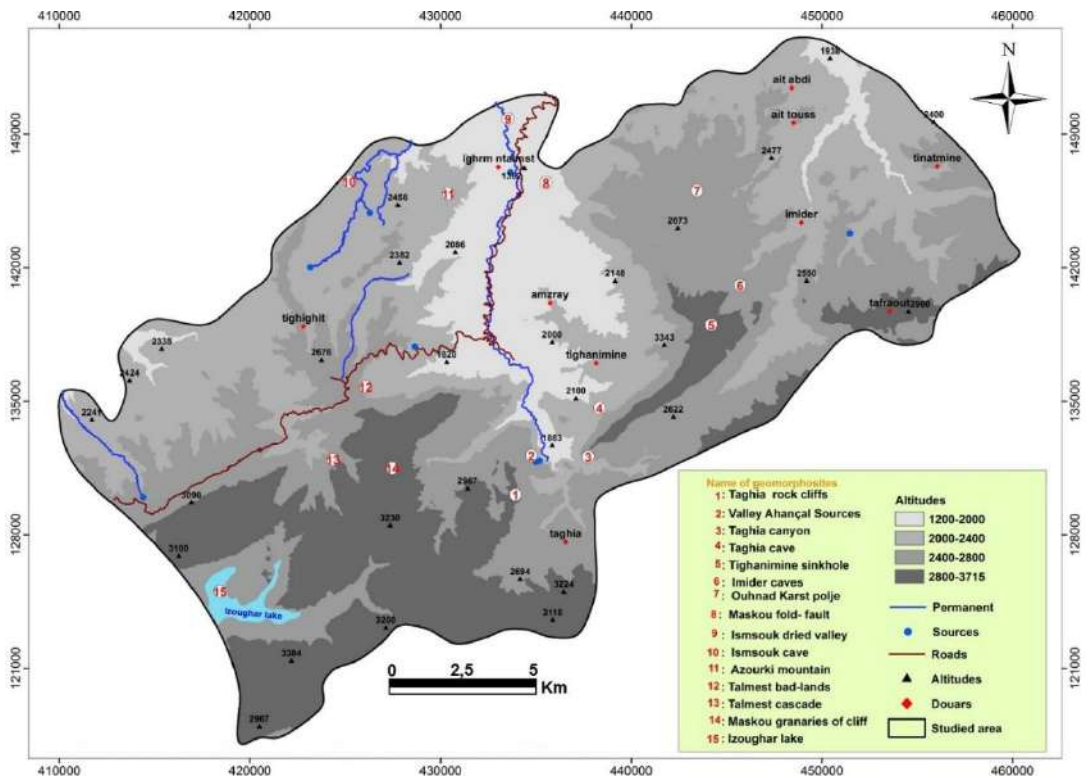 410000 420000 430000 440000 450000 460000
N
1938
ait abdi
149000 149000
9
ait touss
2400
ighrm ntaurst
2477
tinatmine
10
8
7
11
2456
imider
2673
2086
2382
142000 142000
2148
2550
6
amzray
tafraout
2906
tighighit
5
2000
3343
2338
2676
1820
tighanimine
2424
12
2100
135000 135000
4
2622
2241
1883
13
14
2
3
2967
1
3090
3230
taghia
128000 128000
3100
2694
3224
15
Izoughar lake
3118
3200
3384
121000 121000
0 2,5 5
Km
2967
Name of geomorphosites
1: Taghia rock cliffs
2: Valley Ahançal Sources
3: Taghia canyon
4: Taghia cave
5: Tighanimine sinkhole
6: Imider caves
7: Ouhnad Karst polje
8: Maskou fold- fault
9: Ismsouk dried valley
10: Ismsouk cave
11: Azourki mountain
12: Talmest bad-lands
13: Talmest cascade
14: Maskou granaries of cliff
15: Izoughar lake
Altitudes
1200-2000
2000-2400
2400-2800
2800-3715
Permanent
Sources
Roads
Altitudes
Douars
Studied area
410000 420000 430000 440000 450000 460000